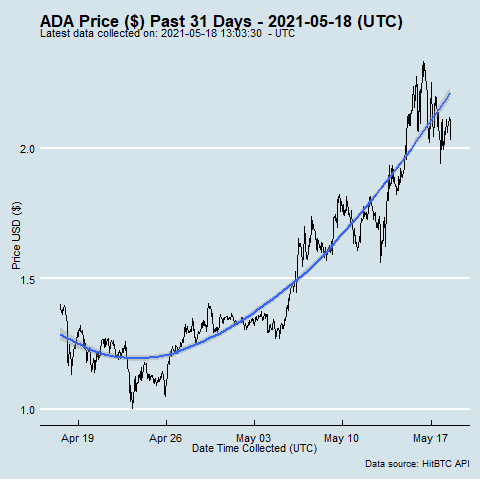 ADA Price ($) Past 31 Days - 2021-05-18 (UTC)
Latest data collected on: 2021-05-18 13:03:30  - UTC
2.0
1.5
1.0
Price USD ($)
Apr 19
Apr 26
May 03
May 10
May 17
Date Time Collected (UTC)
Data source: HitBTC API